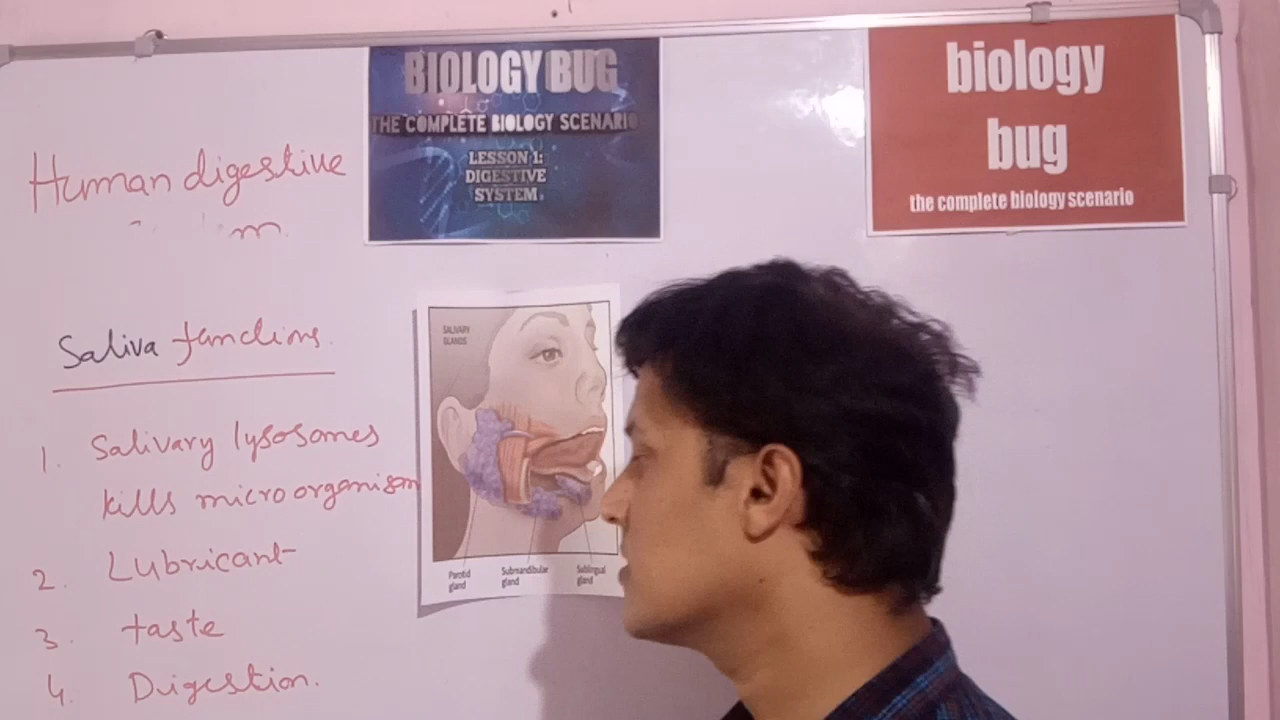 Human digestive
BIOLOGY BUG
THE COMPLETE BIOLOGY SCENARIO
LESSON 1:
DIGESTIVE
SYSTEM.
biology
bug
the complete biology scenario
Saliva functions.
1. Salivary lysosomes
kills microorganism
2. Lubricant
3. taste
4. Digestion.
SALIVARY
GLANDS
Parotid
gland
Submandibular
gland
Sublingual
gland